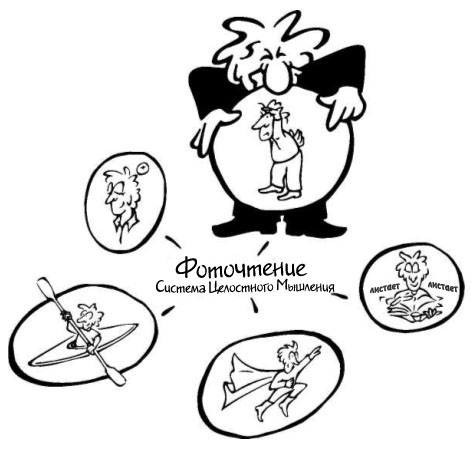 Фоточтение
Система Целостного Мышления
листает листает